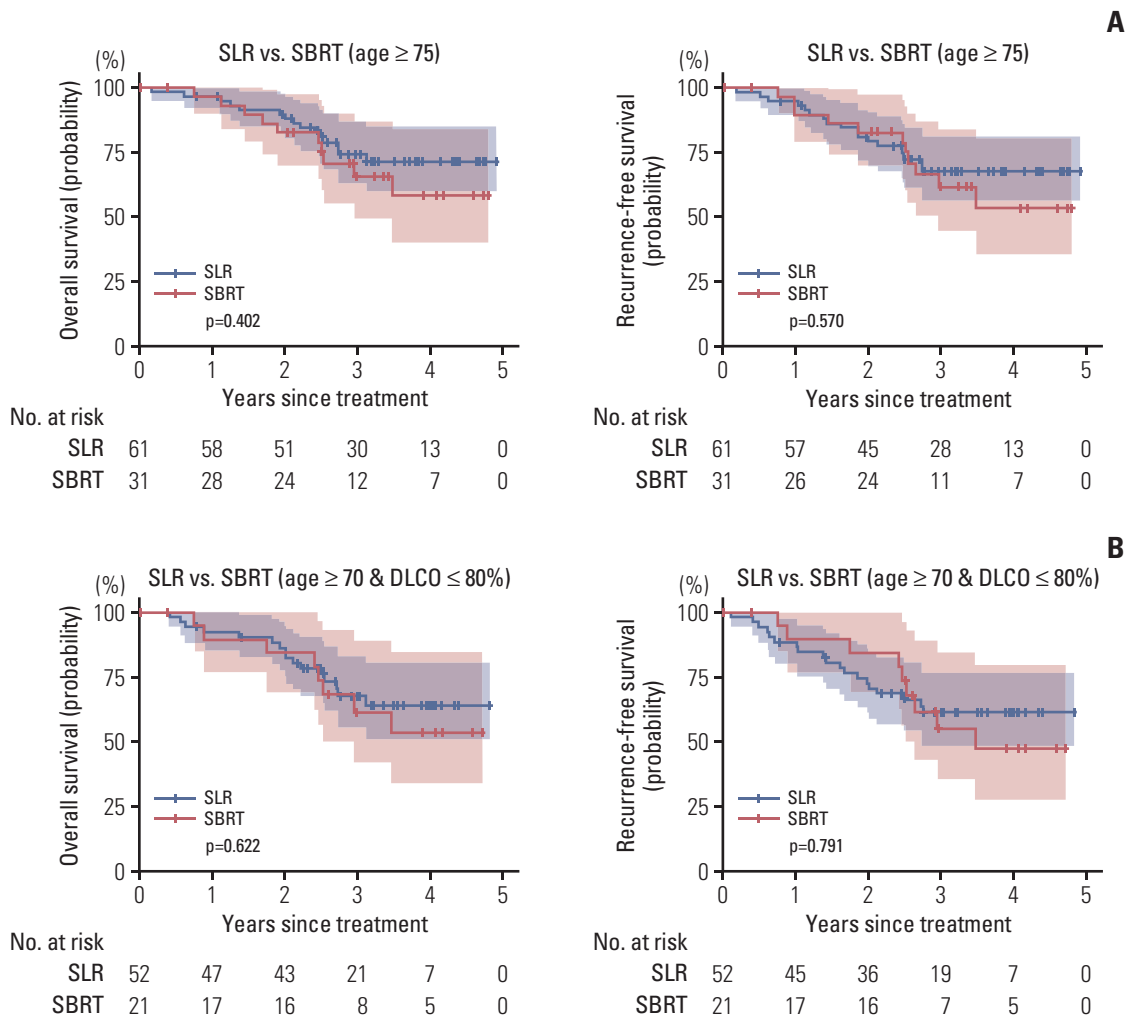 A
SLR vs. SBRT (age ≥ 75)
(%)
100
75
50
25
0
Overall survival (probability)
SLR
SBRT
p=0.402
0 1 2 3 4 5
Years since treatment
No. at risk
SLR 61 58 51 30 13 0
SBRT 31 28 24 12 7 0
SLR vs. SBRT (age ≥ 75)
(%)
100
75
50
25
0
Recurrence-free survival
(probability)
SLR
SBRT
p=0.570
0 1 2 3 4 5
Years since treatment
No. at risk
SLR 61 57 45 28 13 0
SBRT 31 26 24 11 7 0
B
SLR vs. SBRT (age ≥ 70 & DLCO ≤ 80%)
(%)
100
75
50
25
0
Overall survival (probability)
SLR
SBRT
p=0.622
0 1 2 3 4 5
Years since treatment
No. at risk
SLR 52 47 43 21 7 0
SBRT 21 17 16 8 5 0
SLR vs. SBRT (age ≥ 70 & DLCO ≤ 80%)
(%)
100
75
50
25
0
Recurrence-free survival
(probability)
SLR
SBRT
p=0.791
0 1 2 3 4 5
Years since treatment
No. at risk
SLR 52 45 36 19 7 0
SBRT 21 17 16 7 5 0